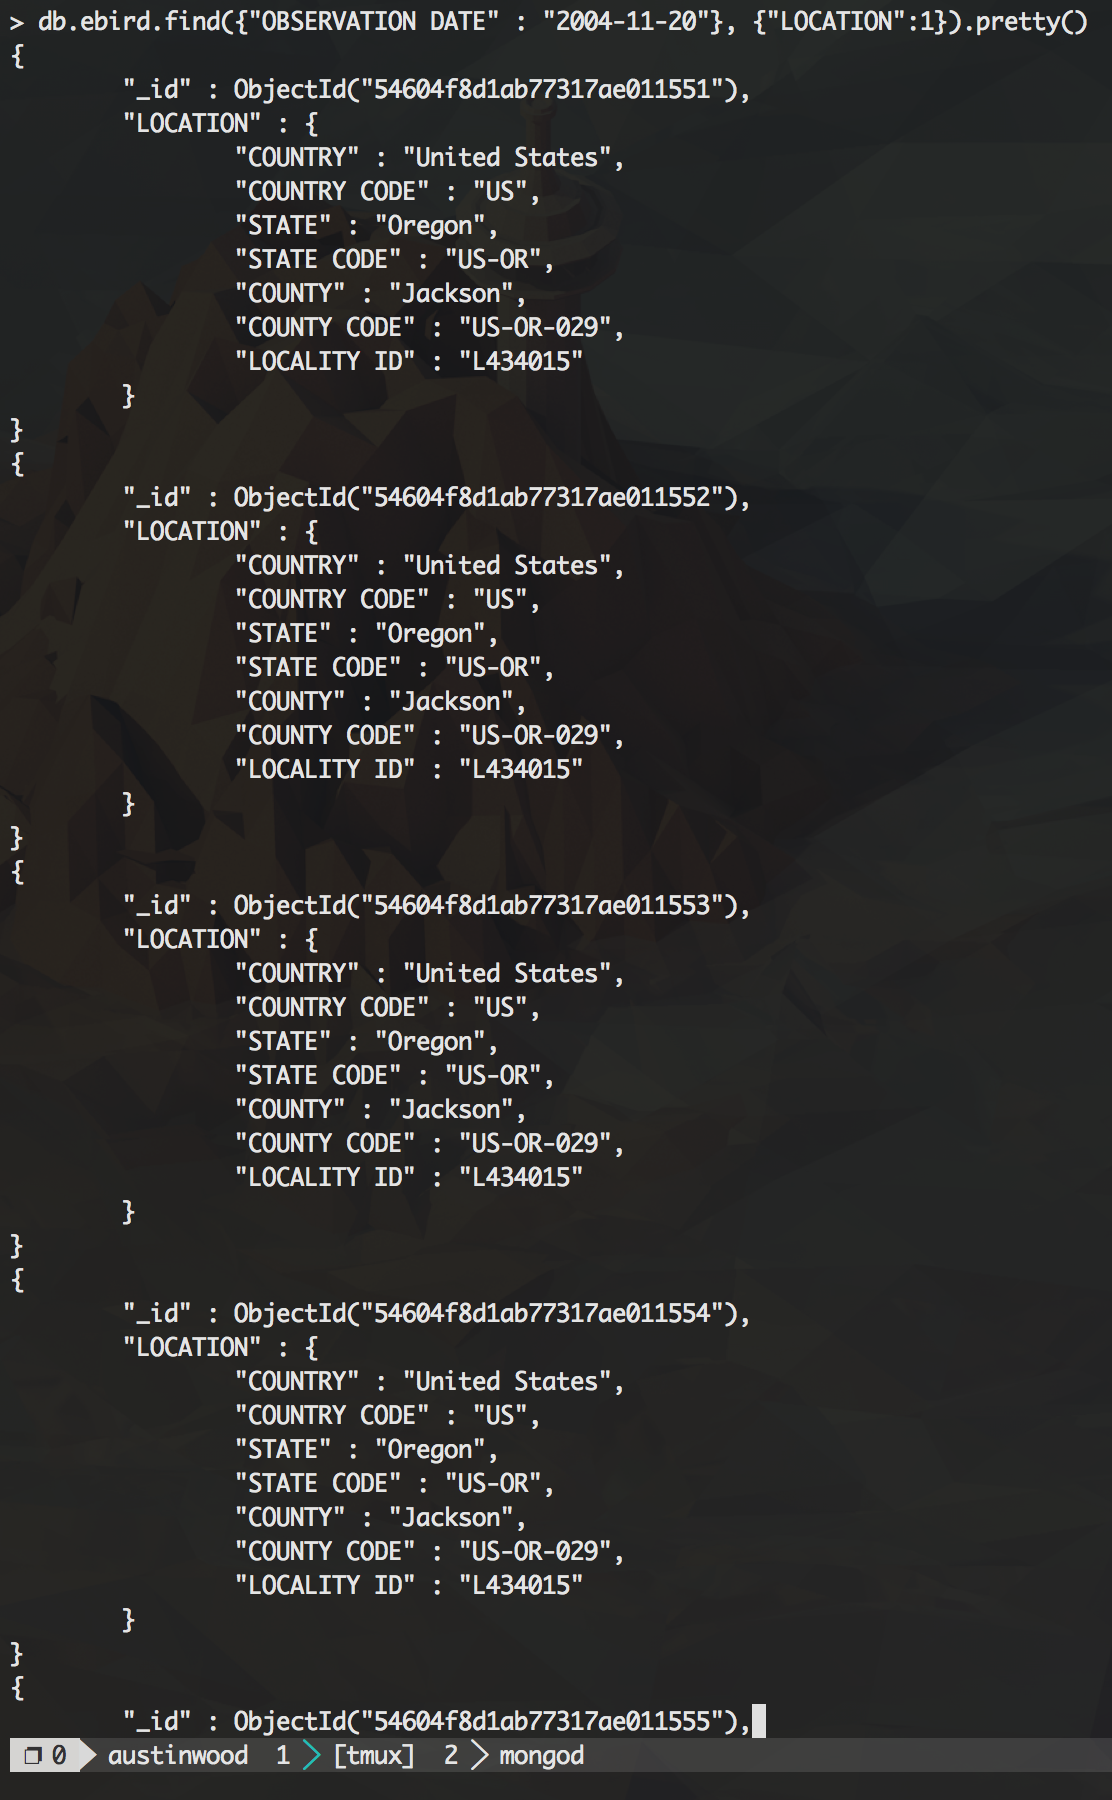 > db.ebird.find({"OBSERVATION DATE" : "2004-11-20"}, {"LOCATION":1}).pretty()
{
        "_id" : ObjectId("54604f8d1ab77317ae011551"),
        "LOCATION" : {
                "COUNTRY" : "United States",
                "COUNTRY CODE" : "US",
                "STATE" : "Oregon",
                "STATE CODE" : "US-OR",
                "COUNTY" : "Jackson",
                "COUNTY CODE" : "US-OR-029",
                "LOCALITY ID" : "L434015"
        }
}
{
        "_id" : ObjectId("54604f8d1ab77317ae011552"),
        "LOCATION" : {
                "COUNTRY" : "United States",
                "COUNTRY CODE" : "US",
                "STATE" : "Oregon",
                "STATE CODE" : "US-OR",
                "COUNTY" : "Jackson",
                "COUNTY CODE" : "US-OR-029",
                "LOCALITY ID" : "L434015"
        }
}
{
        "_id" : ObjectId("54604f8d1ab77317ae011553"),
        "LOCATION" : {
                "COUNTRY" : "United States",
                "COUNTRY CODE" : "US",
                "STATE" : "Oregon",
                "STATE CODE" : "US-OR",
                "COUNTY" : "Jackson",
                "COUNTY CODE" : "US-OR-029",
                "LOCALITY ID" : "L434015"
        }
}
{
        "_id" : ObjectId("54604f8d1ab77317ae011554"),
        "LOCATION" : {
                "COUNTRY" : "United States",
                "COUNTRY CODE" : "US",
                "STATE" : "Oregon",
                "STATE CODE" : "US-OR",
                "COUNTY" : "Jackson",
                "COUNTY CODE" : "US-OR-029",
                "LOCALITY ID" : "L434015"
        }
}
{
        "_id" : ObjectId("54604f8d1ab77317ae011555"),
❐ 0 austinwood 1 [tmux] 2 mongod